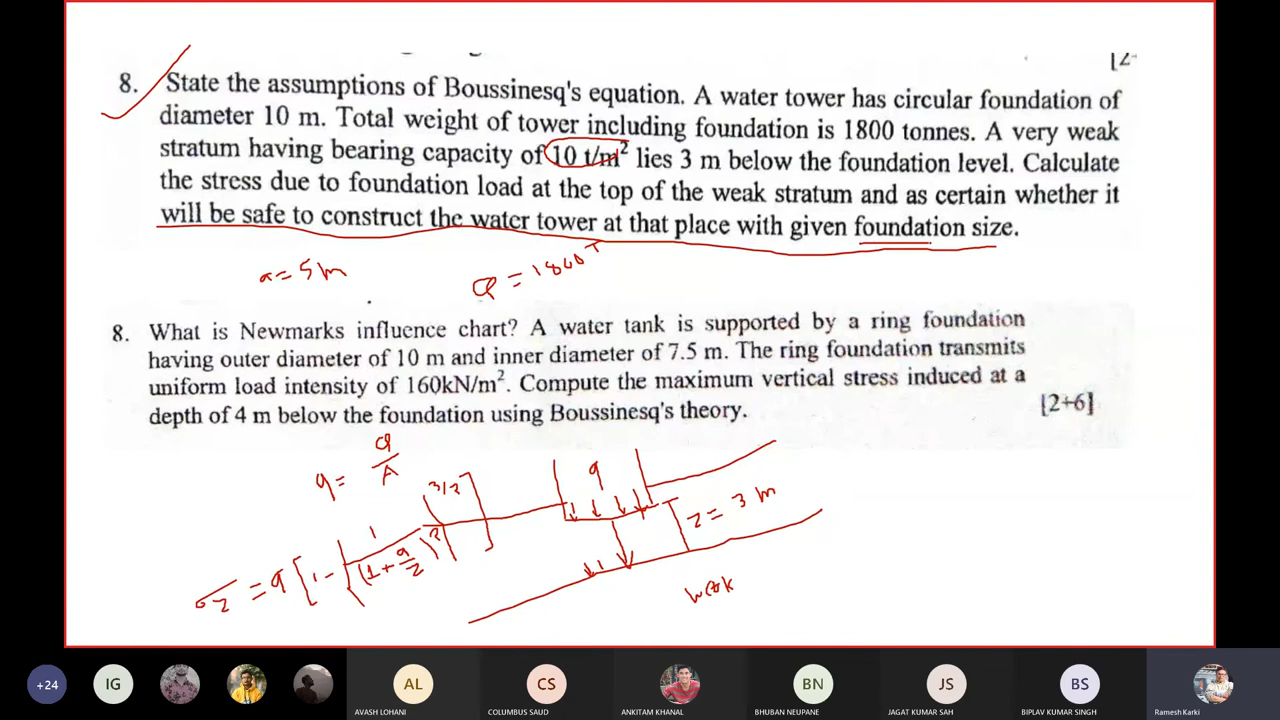 [2-
8. State the assumptions of Boussinesq's equation. A water tower has circular foundation of
diameter 10 m. Total weight of tower including foundation is 1800 tonnes. A very weak
stratum having bearing capacity of 10 t/m² lies 3 m below the foundation level. Calculate
the stress due to foundation load at the top of the weak stratum and as certain whether it
will be safe to construct the water tower at that place with given foundation size.
a = 5 m
Q = 1800 T
8. What is Newmarks influence chart? A water tank is supported by a ring foundation
having outer diameter of 10 m and inner diameter of 7.5 m. The ring foundation transmits
uniform load intensity of 160kN/m². Compute the maximum vertical stress induced at a
depth of 4 m below the foundation using Boussinesq's theory. [2+6]
q = Q/A
q
z = 3 m
σz = q [1 - {1/(1 + a/z)²}^3/2]
weak
+24
IG
AL
CS
BN
JS
BS
AVASH LOHANI
COLUMBUS SAUD
ANKITAM KHANAL
BHUBAN NEUPANE
JAGAT KUMAR SAH
BIPLAV KUMAR SINGH
Ramesh Karki